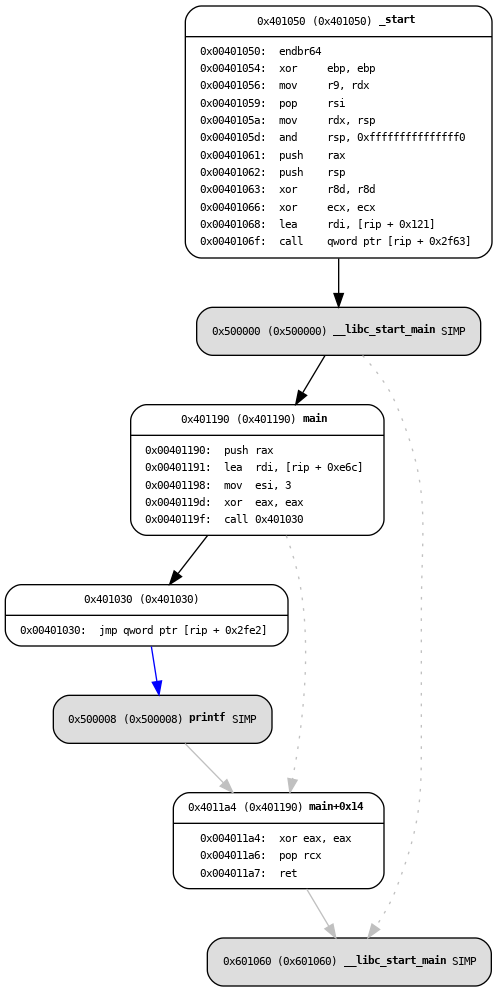 0x401050 (0x401050) _start
0x00401050: endbr64
0x00401054: xor ebp, ebp
0x00401056: mov r9, rdx
0x00401059: pop rsi
0x0040105a: mov rdx, rsp
0x0040105d: and rsp, 0xfffffffffffffff0
0x00401061: push rax
0x00401062: push rsp
0x00401063: xor r8d, r8d
0x00401066: xor ecx, ecx
0x00401068: lea rdi, [rip + 0x121]
0x0040106f: call qword ptr [rip + 0x2f63]
0x500000 (0x500000) __libc_start_main SIMP
0x401190 (0x401190) main
0x00401190: push rax
0x00401191: lea rdi, [rip + 0xe6c]
0x00401198: mov esi, 3
0x0040119d: xor eax, eax
0x0040119f: call 0x401030
0x401030 (0x401030)
0x00401030: jmp qword ptr [rip + 0x2fe2]
0x500008 (0x500008) printf SIMP
0x4011a4 (0x401190) main+0x14
0x004011a4: xor eax, eax
0x004011a6: pop rcx
0x004011a7: ret
0x601060 (0x601060) __libc_start_main SIMP